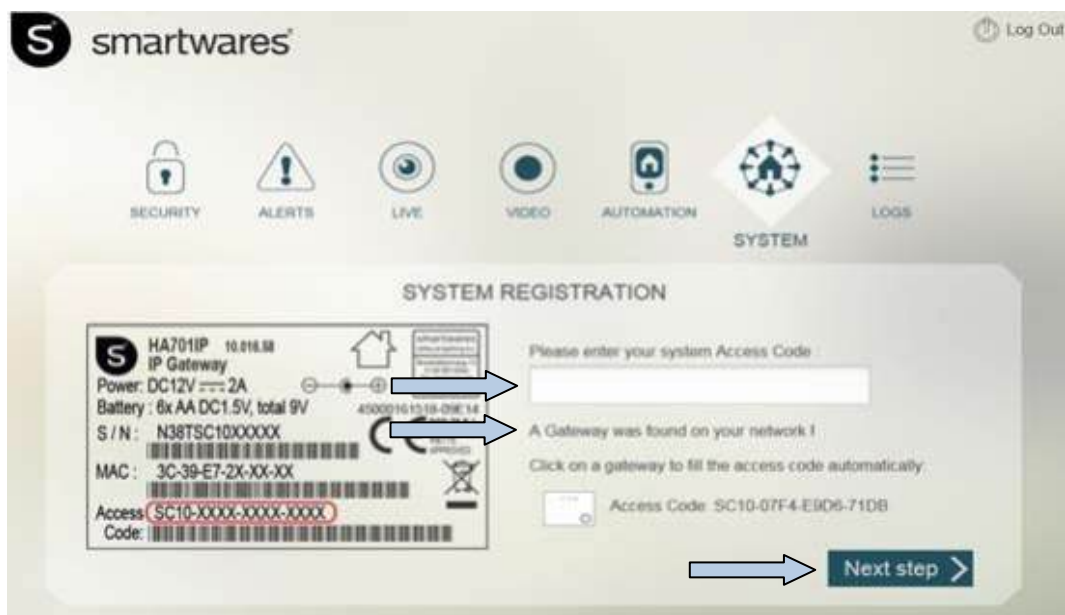 smartwares
Log Out
SECURITY
ALERTS
LIVE
VIDEO
AUTOMATION
SYSTEM
LOGS
SYSTEM REGISTRATION
HA701IP 10.016.58
IP Gateway
Power: DC12V 2A
Battery : 6x AA DC1.5V, total 9V
S / N : N38TSC10XXXXX
MAC : 3C-39-E7-2X-XX-XX
Access SC10-XXXX-XXXX-XXXX
Code:
Please enter your system Access Code :
A Gateway was found on your network !
Click on a gateway to fill the access code automatically:
Access Code: SC10-07F4-E9D6-71DB
Next step